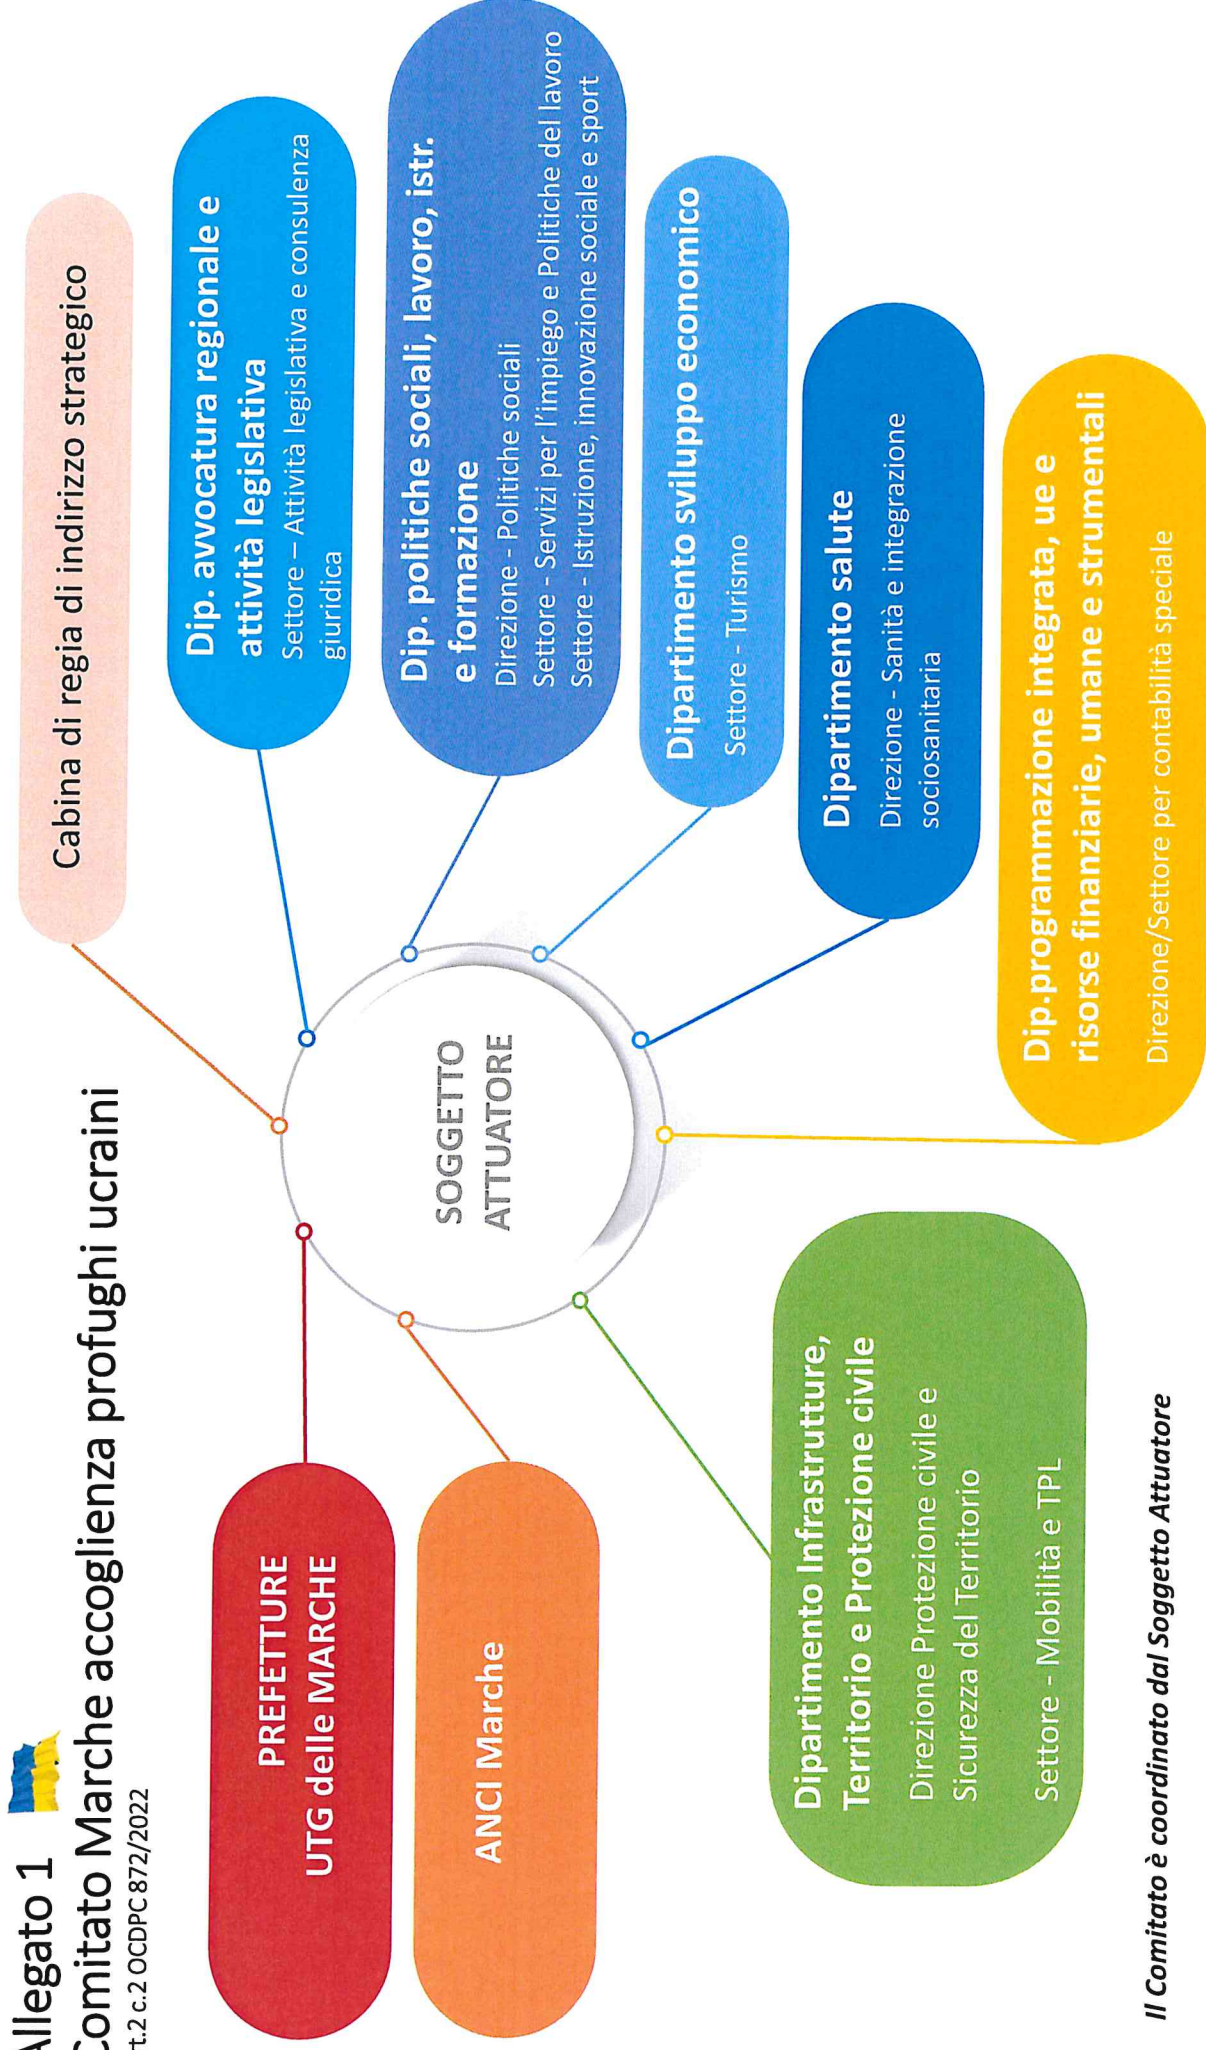 Allegato 1
Comitato Marche accoglienza profughi ucraini
rt.2 c.2 OCDPC 872/2022
Cabina di regia di indirizzo strategico
Dip. avvocatura regionale e
attività legislativa
Settore – Attività legislativa e consulenza
giuridica
Dip. politiche sociali, lavoro, istr.
e formazione
Direzione - Politiche sociali
Settore - Servizi per l'impiego e Politiche del lavoro
Settore - Istruzione, innovazione sociale e sport
Dipartimento sviluppo economico
Settore - Turismo
Dipartimento salute
Direzione - Sanità e integrazione
sociosanitaria
Dip.programmazione integrata, ue e
risorse finanziarie, umane e strumentali
Direzione/Settore per contabilità speciale
SOGGETTO
ATTUATORE
PREFETTURE
UTG delle MARCHE
ANCI Marche
Dipartimento Infrastrutture,
Territorio e Protezione civile
Direzione Protezione civile e
Sicurezza del Territorio
Settore - Mobilità e TPL
Il Comitato è coordinato dal Soggetto Attuatore